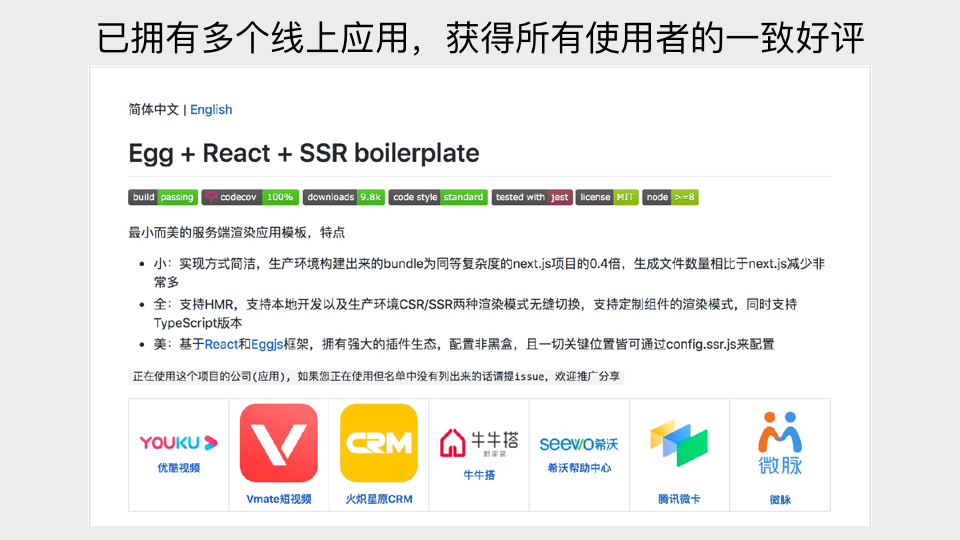 已拥有多个线上应用，获得所有使用者的一致好评
简体中文 | English
Egg + React + SSR boilerplate
build passing codecov 100% downloads 9.8k code style standard tested with jest license MIT node >=8
最小而美的服务端渲染应用模板，特点
• 小：实现方式简洁，生产环境构建出来的bundle为同等复杂度的next.js项目的0.4倍，生成文件数量相比于next.js减少非
常多
• 全：支持HMR，支持本地开发以及生产环境CSR/SSR两种渲染模式无缝切换，支持定制组件的渲染模式，同时支持
TypeScript版本
• 美：基于React和Eggjs框架，拥有强大的插件生态，配置非黑盒，且一切关键位置皆可通过config.ssr.js来配置
正在使用这个项目的公司(应用)，如果您正在使用但名单中没有列出来的话请提issue，欢迎推广分享
YOUKU
优酷视频
Vmate短视频
CRM
火炽星原CRM
牛牛搭
新家装
牛牛搭
seewo希沃
希沃帮助中心
腾讯微卡
微脉
微脉